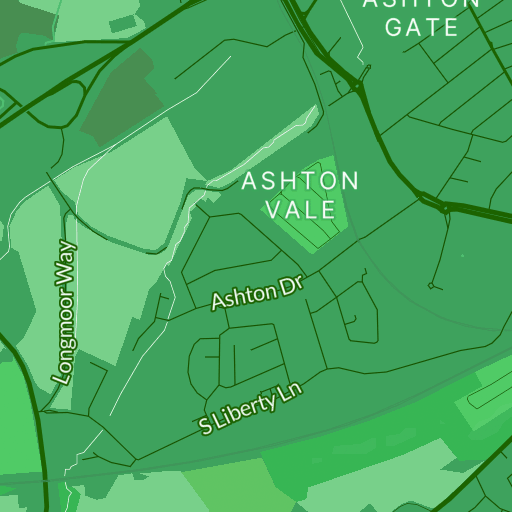 ASHTON
GATE
ASHTON
VALE
Longmoor Way
Ashton Dr
S Liberty Ln